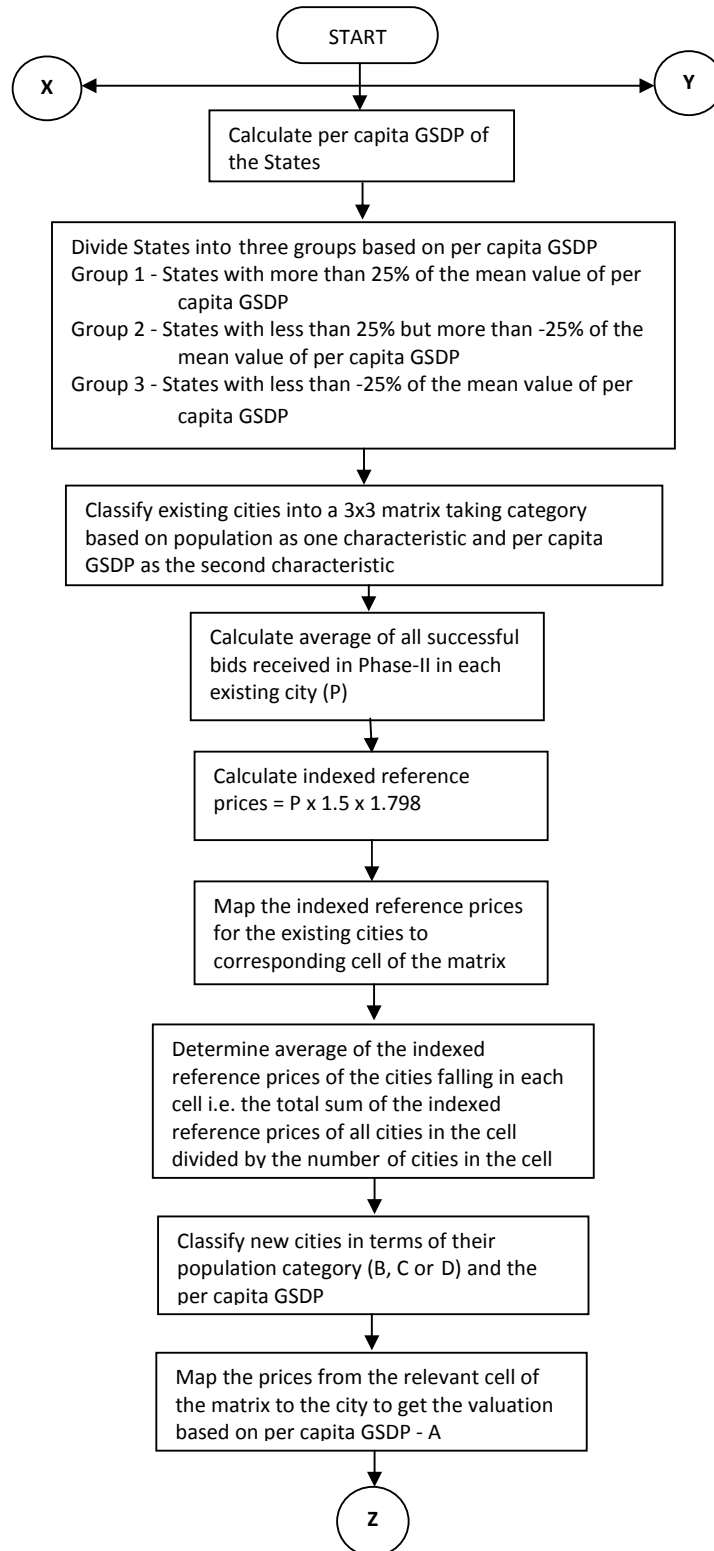 START
X
Y
Calculate per capita GSDP of
the States
Divide States into three groups based on per capita GSDP
Group 1 - States with more than 25% of the mean value of per
capita GSDP
Group 2 - States with less than 25% but more than -25% of the
mean value of per capita GSDP
Group 3 - States with less than -25% of the mean value of per
capita GSDP
Classify existing cities into a 3x3 matrix taking category
based on population as one characteristic and per capita
GSDP as the second characteristic
Calculate average of all successful
bids received in Phase-II in each
existing city (P)
Calculate indexed reference
prices = P x 1.5 x 1.798
Map the indexed reference prices
for the existing cities to
corresponding cell of the matrix
Determine average of the indexed
reference prices of the cities falling in each
cell i.e. the total sum of the indexed
reference prices of all cities in the cell
divided by the number of cities in the cell
Classify new cities in terms of their
population category (B, C or D) and the
per capita GSDP
Map the prices from the relevant cell of
the matrix to the city to get the valuation
based on per capita GSDP - A
Z